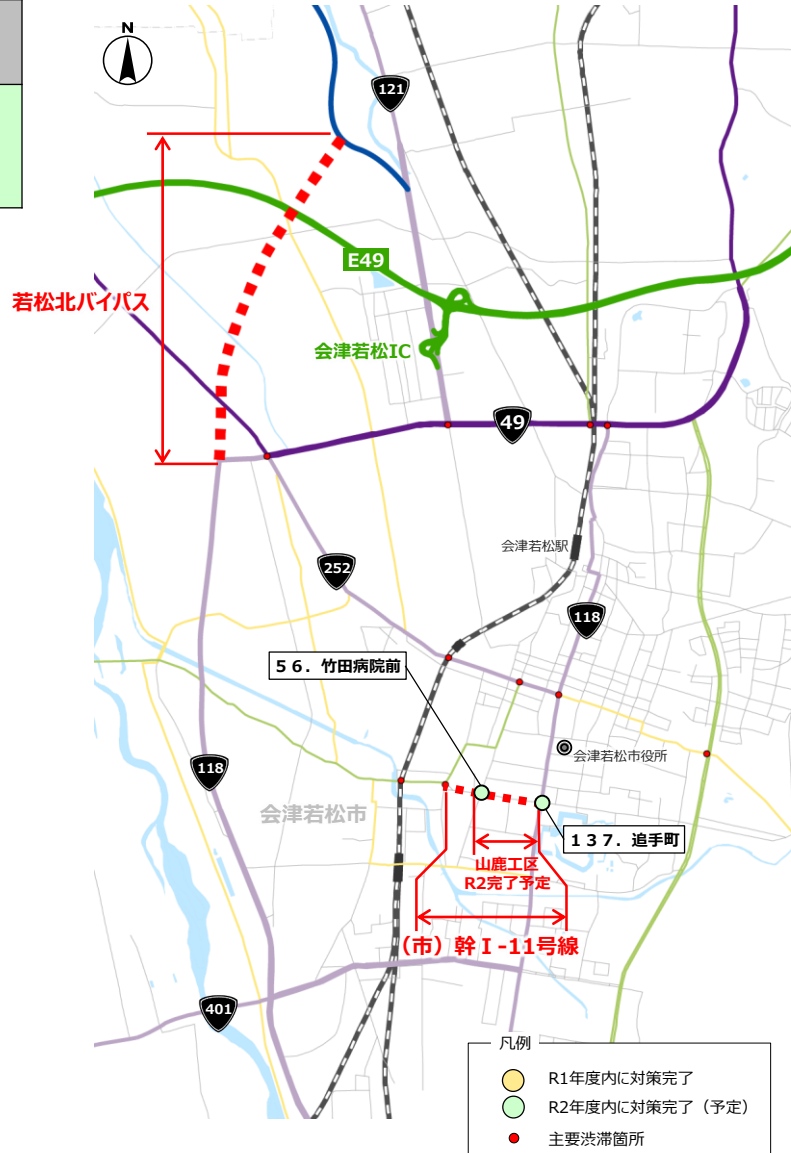 N
121
若松北バイパス
E49
会津若松IC
49
会津若松駅
252
118
56．竹田病院前
会津若松市役所
118
会津若松市
137．追手町
山鹿工区
R2完了予定
（市）幹Ⅰ-11号線
401
凡例
R1年度内に対策完了
R2年度内に対策完了（予定）
主要渋滞箇所